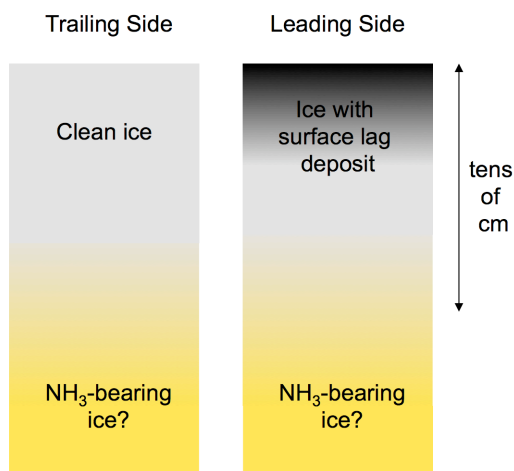 Trailing Side
Leading Side
Clean ice
Ice with
surface lag
deposit
tens
of
cm
NH₃-bearing
ice?
NH₃-bearing
ice?